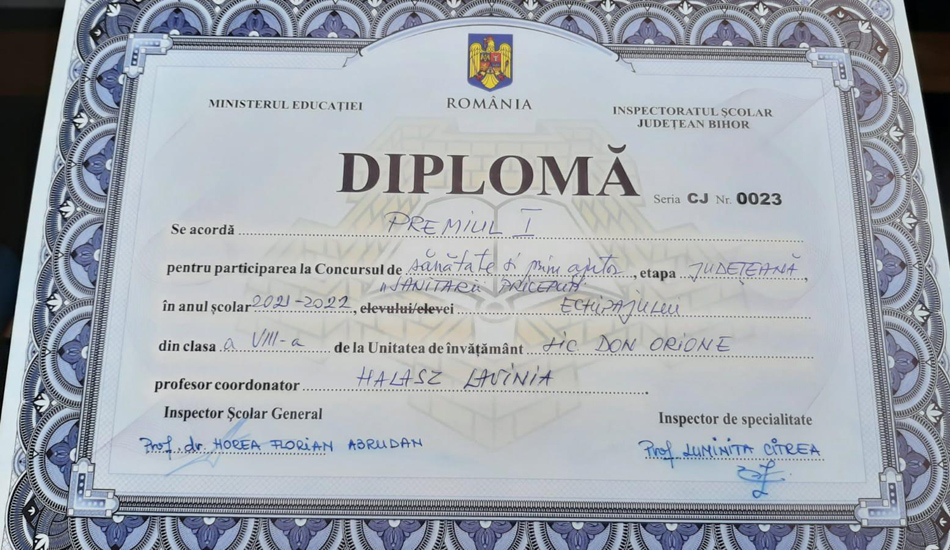 MINISTERUL EDUCAȚIEI
ROMÂNIA
INSPECTORATUL ȘCOLAR
JUDEȚEAN BIHOR
DIPLOMĂ
Seria CJ Nr. 0023
Se acordă PREMIUL I
pentru participarea la Concursul de sănătate și prim ajutor, etapa JUDEȚEANĂ,
"SANITARII PRICEPUȚI"
în anul școlar 2021-2022, elevului/elevei ECHIPAJULUI
din clasa a VIII-a de la Unitatea de învățământ Lic DON ORIONE
profesor coordonator HALASZ LAVINIA
Inspector Școlar General
Inspector de specialitate
Prof. dr. HOREA FLORIAN ABRUDAN
Prof. LUMINIȚA CÎTREA